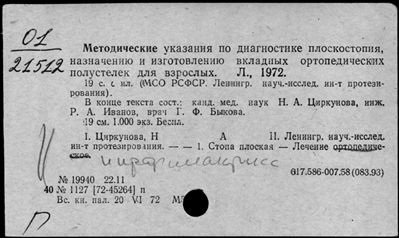 01
21512
Методические указания по диагностике плоскостопия,
назначению и изготовлению вкладных ортопедических
полустелек для взрослых. Л., 1972.
19 с. с ил. (МСО РСФСР. Ленингр. науч.-исслед. ин-т протези-
рования).
В конце текста сост.: канд. мед. наук Н. А. Циркунова, инж.
Р. А. Иванов, врач Г. Ф. Быкова.
19 см. 1.000 экз. Беспл.
I. Циркунова, Н А II. Ленингр. науч.-исслед.
ин-т протезирования. — — 1. Стопа плоская — Лечение ортопедиче-
ское.
№ 19940 22.11
617.586-007.58(083.93)
40 № 1127 [72-45264] п
Вс. кн. пал. 20 VI 72
П